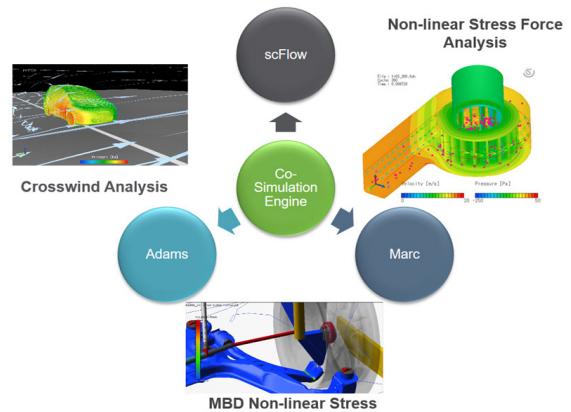 Non-linear Stress Force
Analysis
scFlow
Crosswind Analysis
Co-
Simulation
Engine
Velocity [m/s]
Pressure [Pa]
Adams
Marc
MBD Non-linear Stress